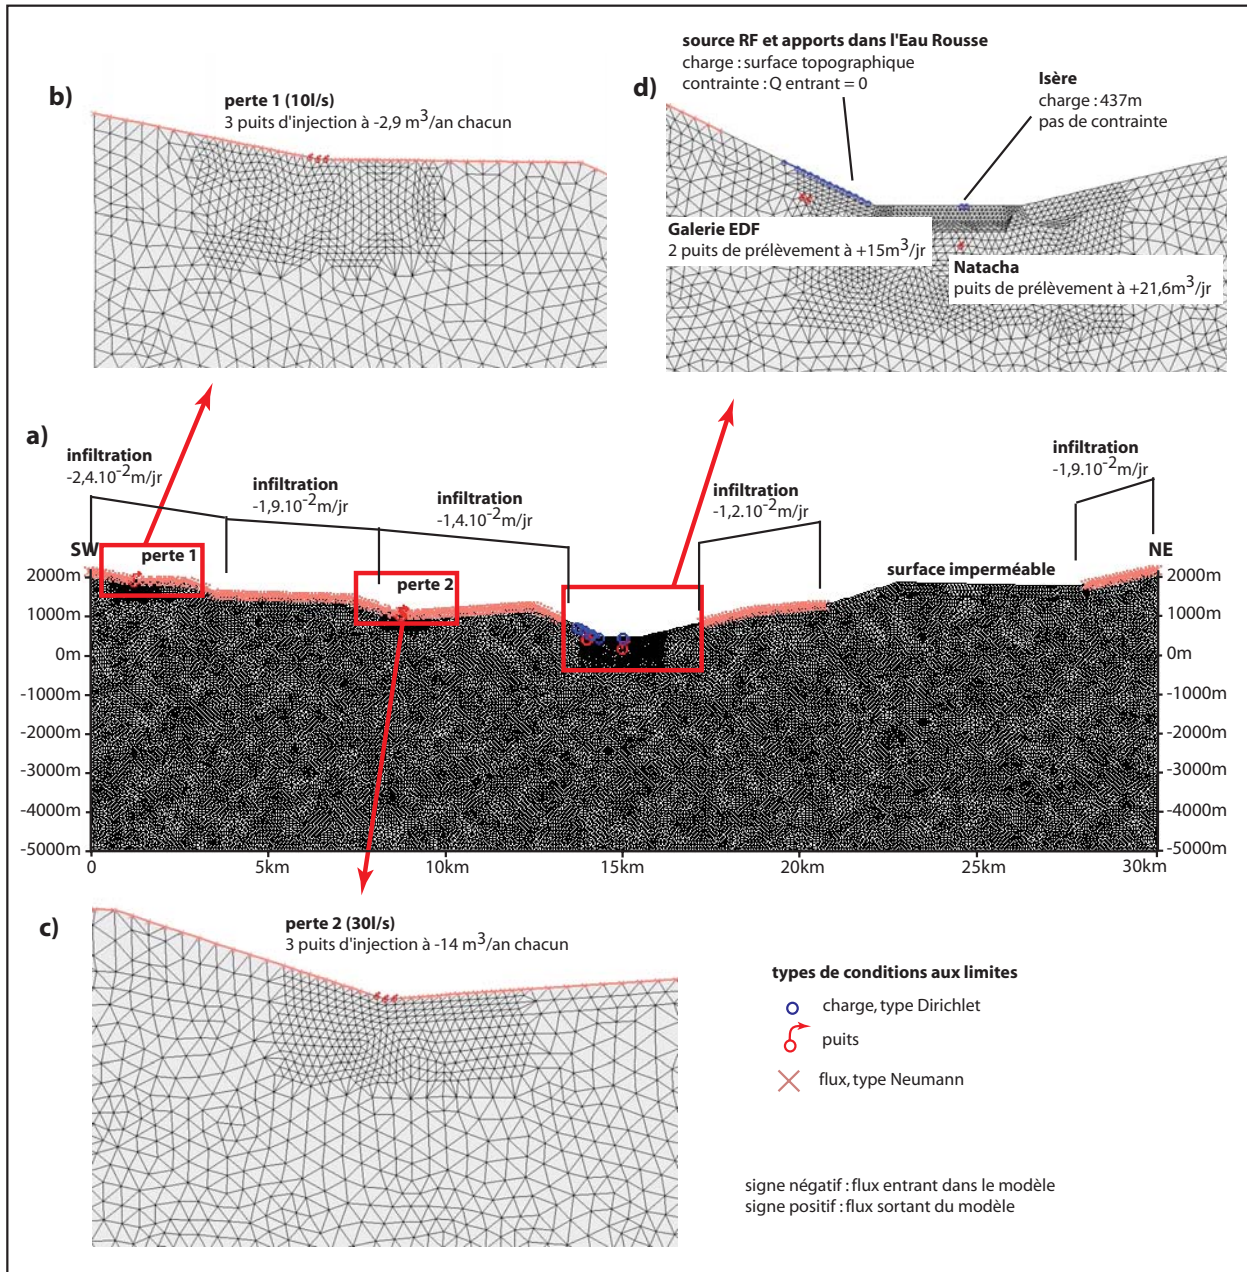 b)
perte 1 (10l/s)
3 puits d'injection à -2,9 m³/an chacun
d)
source RF et apports dans l'Eau Rousse
charge : surface topographique
contrainte : Q entrant = 0
Isère
charge : 437m
pas de contrainte
Galerie EDF
2 puits de prélèvement à +15m³/jr
Natacha
puits de prélèvement à +21,6m³/jr
a)
infiltration
-2,4.10⁻²m/jr
infiltration
-1,9.10⁻²m/jr
infiltration
-1,4.10⁻²m/jr
infiltration
-1,2.10⁻²m/jr
infiltration
-1,9.10⁻²m/jr
SW
perte 1
perte 2
surface imperméable
NE
2000m
1000m
0m
-1000m
-2000m
-3000m
-4000m
-5000m
2000m
1000m
0m
-1000m
-2000m
-3000m
-4000m
-5000m
0
5km
10km
15km
20km
25km
30km
c)
perte 2 (30l/s)
3 puits d'injection à -14 m³/an chacun
types de conditions aux limites
charge, type Dirichlet
puits
flux, type Neumann
signe négatif : flux entrant dans le modèle
signe positif : flux sortant du modèle